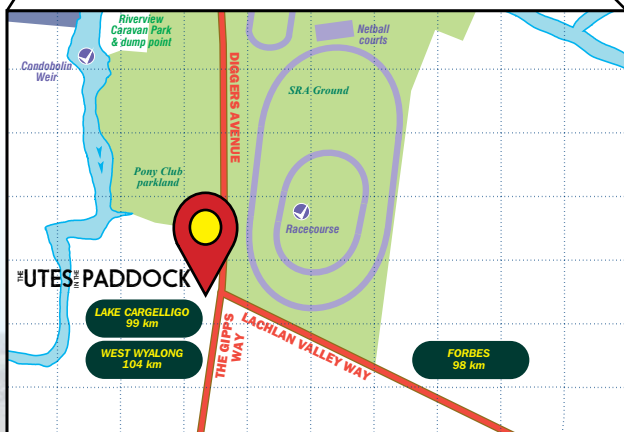 Riverview
Caravan Park
& dump point
Netball
courts
Condobolin
Weir
DIGGERS AVENUE
SRA Ground
Pony Club
parkland
Racecourse
THE UTES IN THE PADDOCK
LAKE CARGELLIGO
99 km
WEST WYALONG
104 km
THE GIPPS
WAY
LACHLAN VALLEY WAY
FORBES
98 km